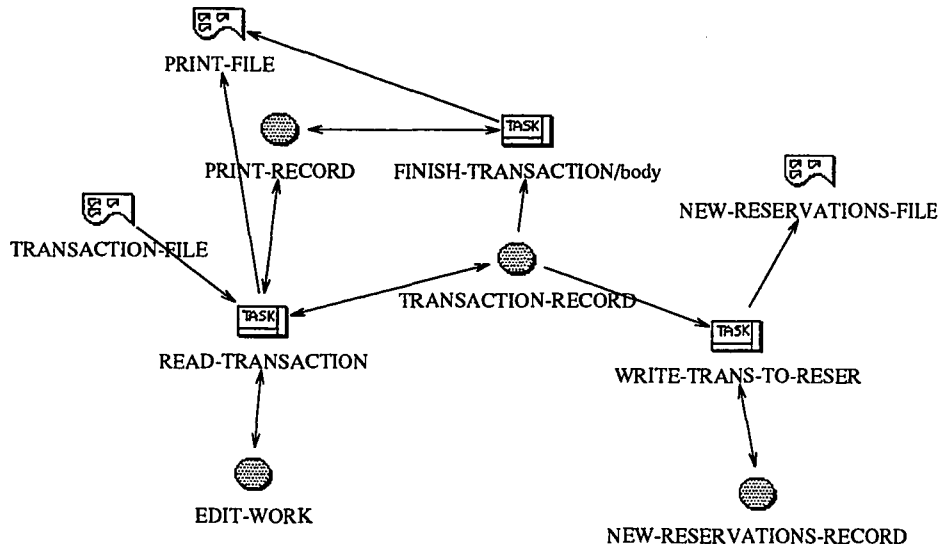 PRINT-FILE
TASK
PRINT-RECORD
FINISH-TRANSACTION/body
NEW-RESERVATIONS-FILE
TRANSACTION-FILE
TRANSACTION-RECORD
TASK
TASK
READ-TRANSACTION
WRITE-TRANS-TO-RESER
EDIT-WORK
NEW-RESERVATIONS-RECORD